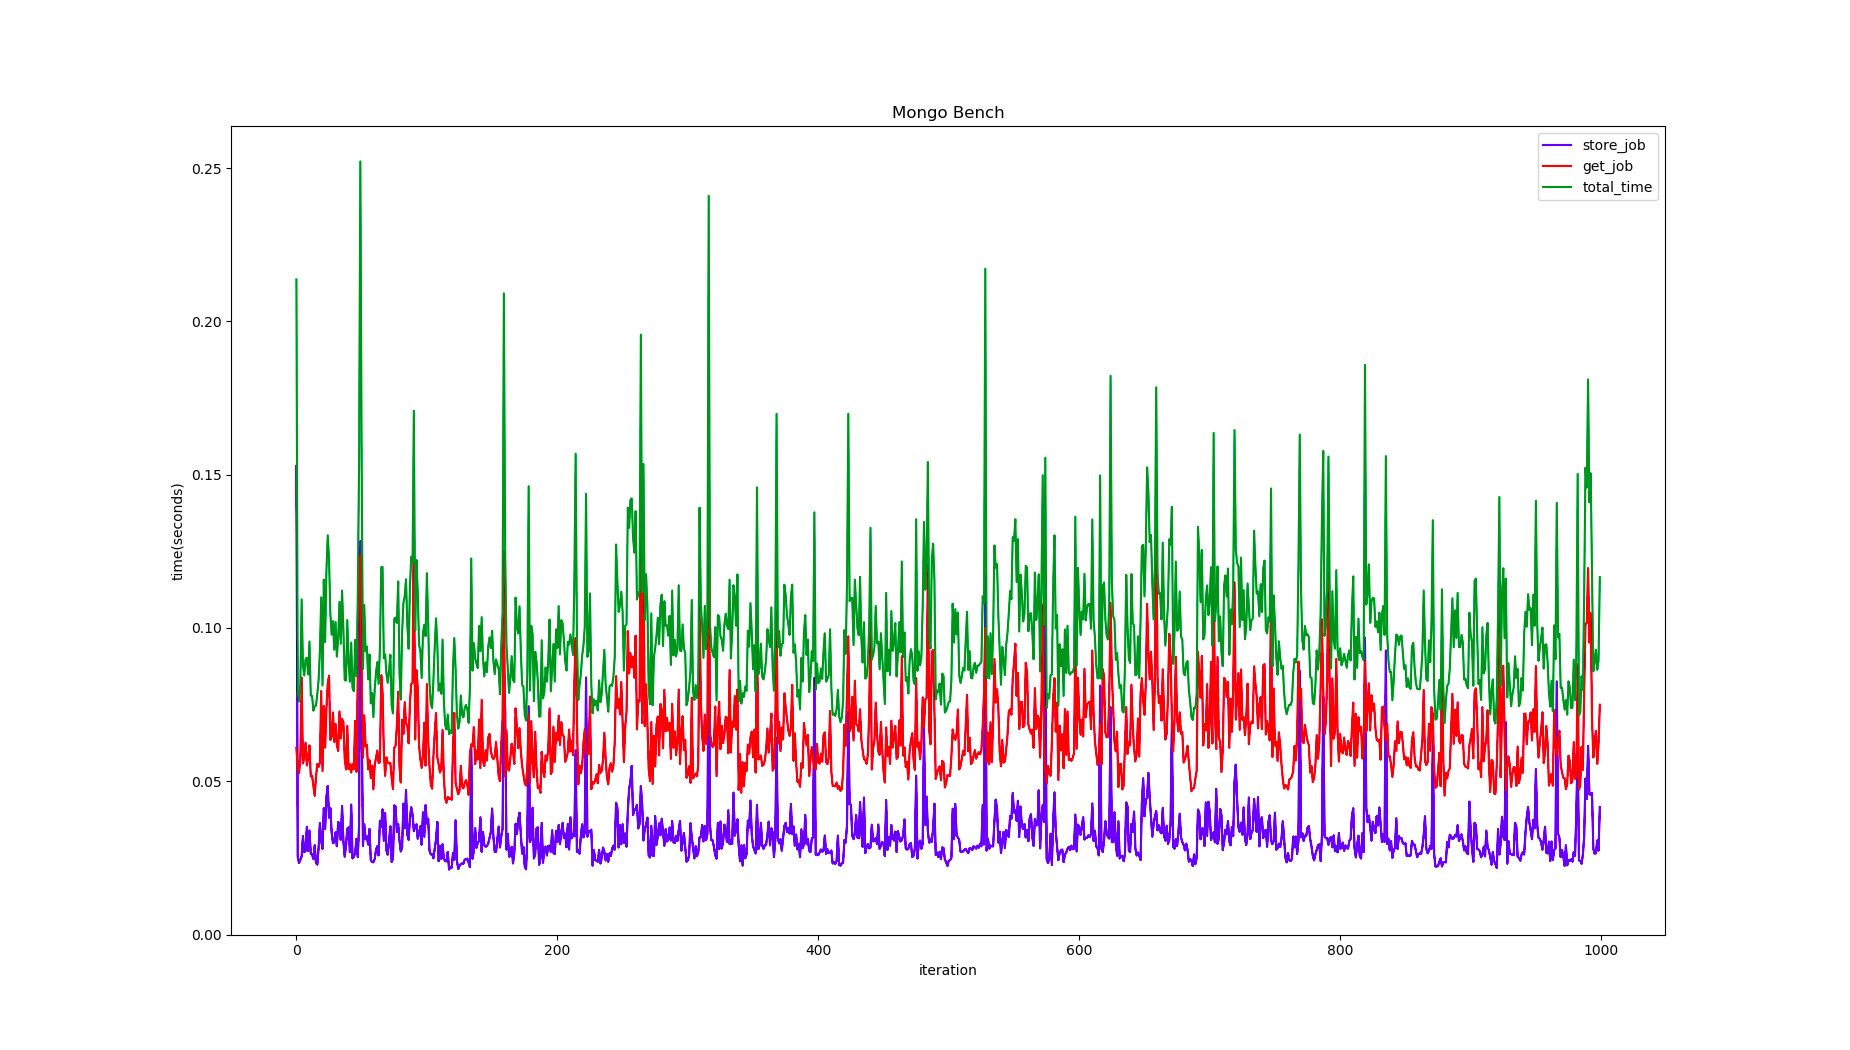 Mongo Bench
store_job
get_job
total_time
time(seconds)
0.25
0.20
0.15
0.10
0.05
0.00
0 200 400 600 800 1000
iteration